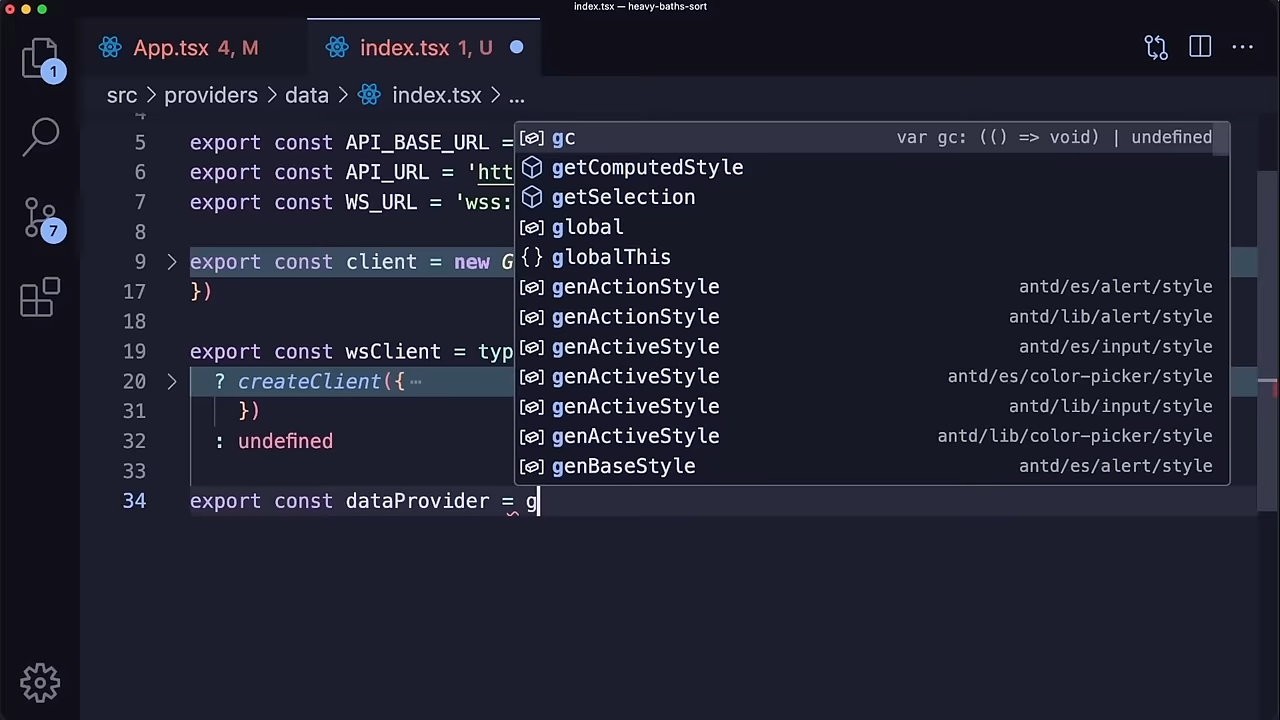 index.tsx — heavy-baths-sort
App.tsx 4, M
index.tsx 1, U
1
src > providers > data > index.tsx > ...
5 export const API_BASE_URL =
6 export const API_URL = 'htt
7 export const WS_URL = 'wss:
8
9 > export const client = new G
17 })
18
19 export const wsClient = typ
20 > ? createClient({ ⋯
31 })
32 : undefined
33
34 export const dataProvider = g
gc var gc: (() => void) | undefined
getComputedStyle
getSelection
global
globalThis
genActionStyle antd/es/alert/style
genActionStyle antd/lib/alert/style
genActiveStyle antd/es/input/style
genActiveStyle antd/es/color-picker/style
genActiveStyle antd/lib/input/style
genActiveStyle antd/lib/color-picker/style
genBaseStyle antd/es/alert/style
7